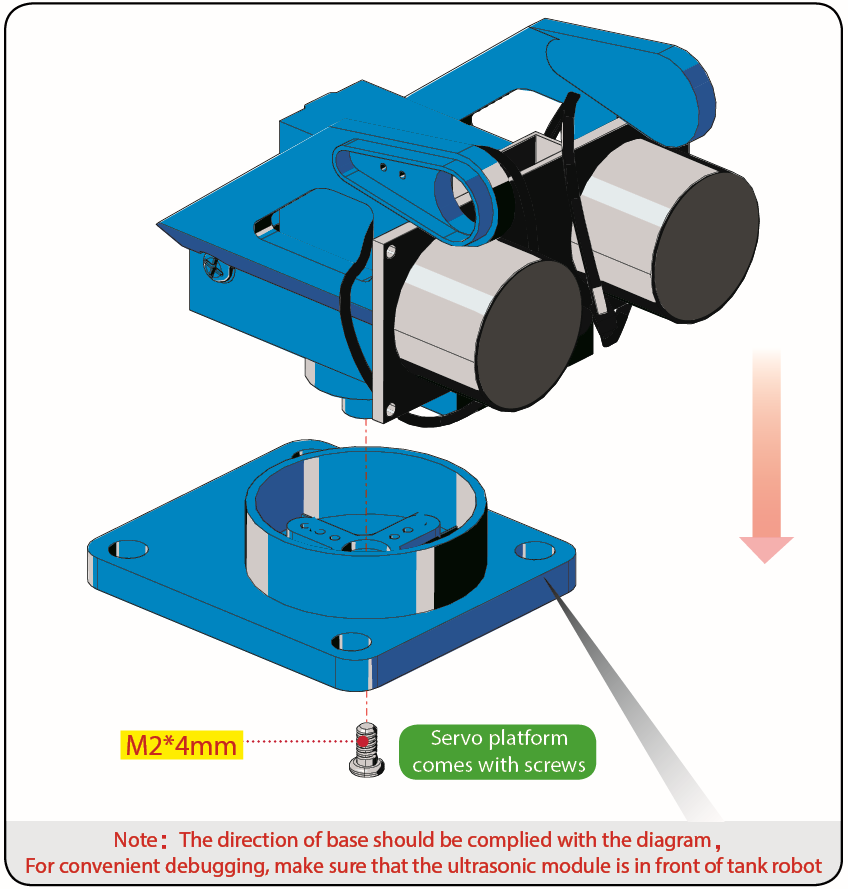 M2*4mm
Servo platform
comes with screws
Note： The direction of base should be complied with the diagram，
For convenient debugging, make sure that the ultrasonic module is in front of tank robot